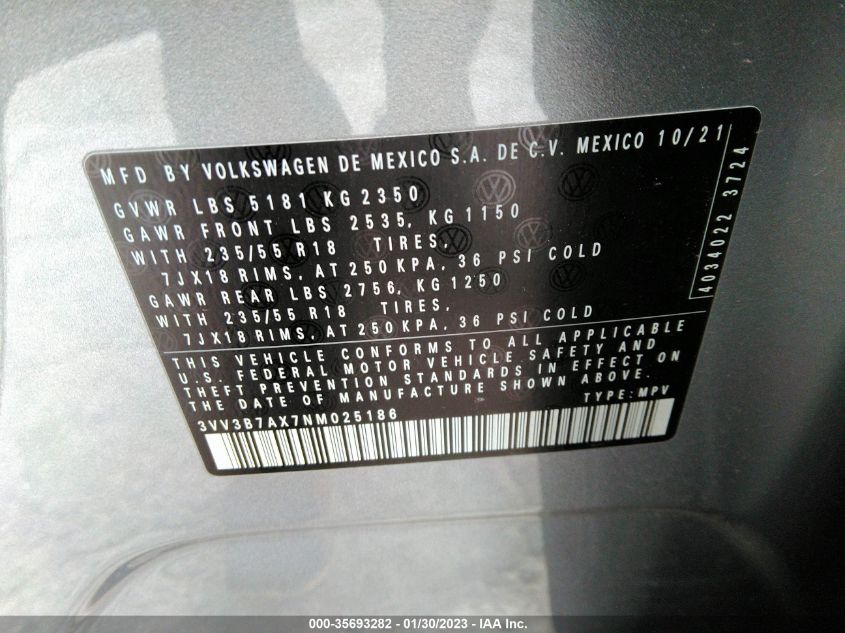 MFD BY VOLKSWAGEN DE MEXICO S.A. DE C.V. MEXICO 10/21
GVWR LBS 5181 KG 2350
GAWR FRONT LBS 2535, KG 1150
WITH 235/55 R18 TIRES,
7JX18 RIMS, AT 250 KPA, 36 PSI COLD
GAWR REAR LBS 2756, KG 1250
WITH 235/55 R18 TIRES,
7JX18 RIMS, AT 250 KPA, 36 PSI COLD
4034022 3724
THIS VEHICLE CONFORMS TO ALL APPLICABLE
U.S. FEDERAL MOTOR VEHICLE SAFETY AND
THEFT PREVENTION STANDARDS IN EFFECT ON
THE DATE OF MANUFACTURE SHOWN ABOVE.
TYPE: MPV
3VV3B7AX7NM025186
000-35693282 - 01/30/2023 - IAA Inc.